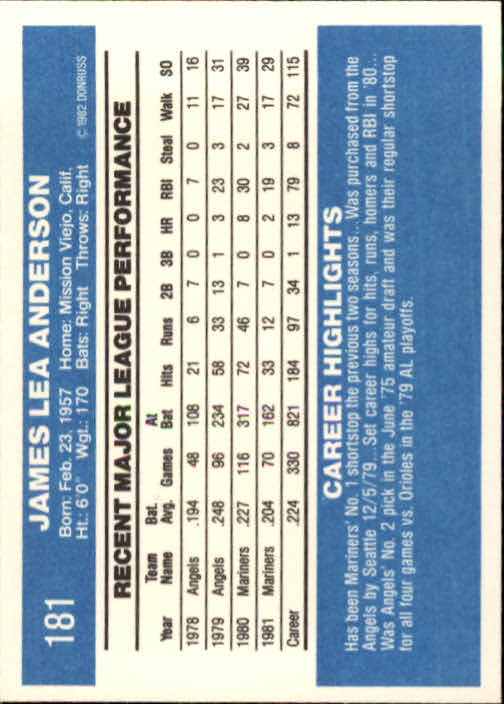 181
JAMES LEA ANDERSON
Born: Feb. 23, 1957 Home: Mission Viejo, Calif.
Ht.: 6'0" Wgt.: 170 Bats: Right Throws: Right © 1982 DONRUSS
RECENT MAJOR LEAGUE PERFORMANCE
Team Bat. At
Year Name Avg. Games Bat Hits Runs 2B 3B HR RBI Steal Walk SO
1978 Angels .194 48 108 21 6 7 0 0 7 0 11 16
1979 Angels .248 96 234 58 33 13 1 3 23 3 17 31
1980 Mariners .227 116 317 72 46 7 0 8 30 2 27 39
1981 Mariners .204 70 162 33 12 7 0 2 19 3 17 29
Career .224 330 821 184 97 34 1 13 79 8 72 115
CAREER HIGHLIGHTS
Has been Mariners' No. 1 shortstop the previous two seasons... Was purchased from the
Angels by Seattle 12/5/79... Set career highs for hits, runs, homers and RBI in '80...
Was Angels' No. 2 pick in the June '75 amateur draft and was their regular shortstop
for all four games vs. Orioles in the '79 AL playoffs.